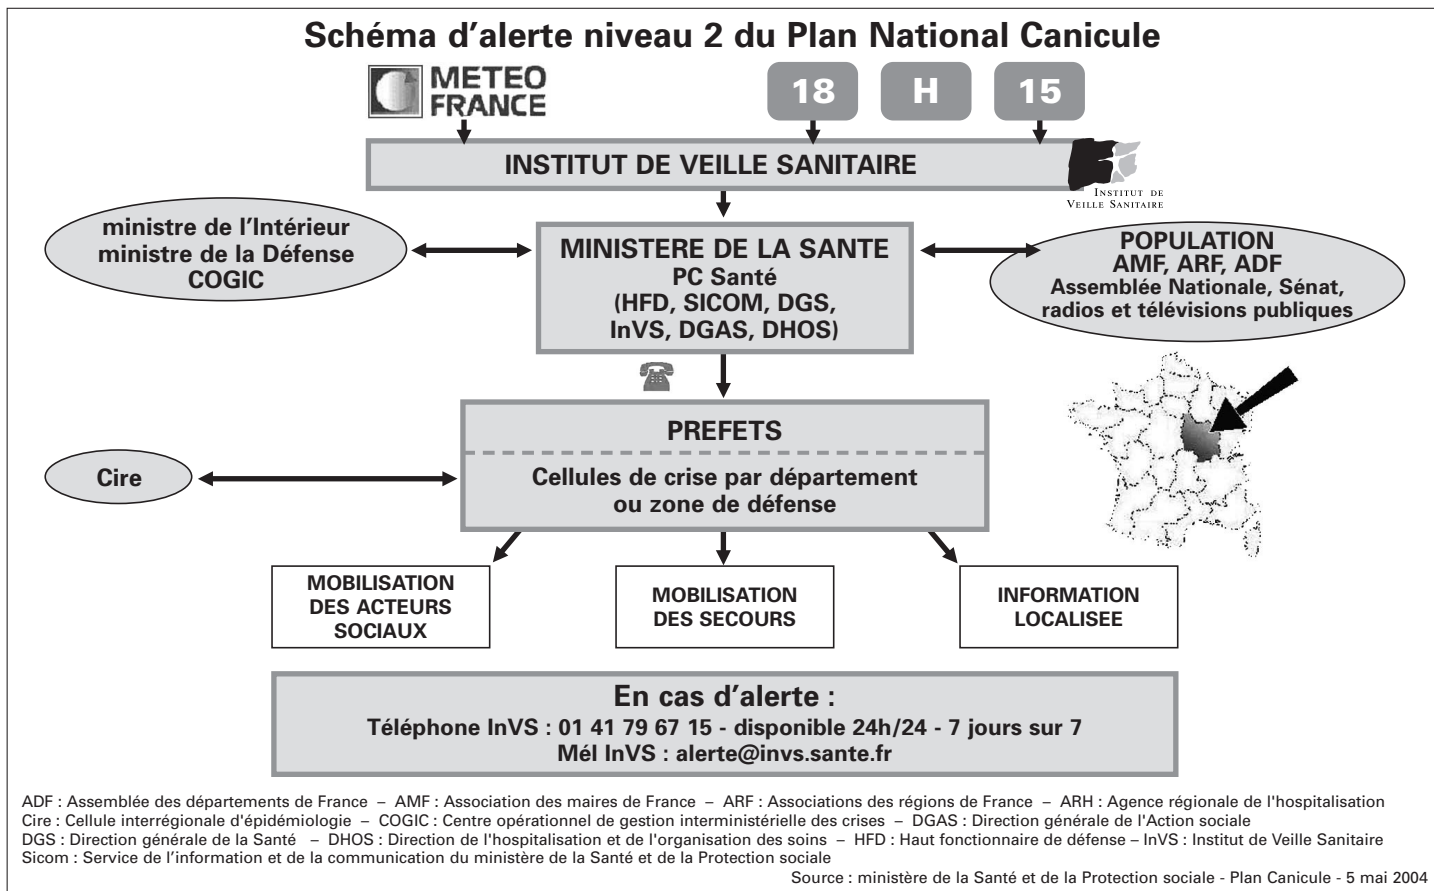 Schéma d'alerte niveau 2 du Plan National Canicule
METEO
FRANCE
18 H 15
INSTITUT DE VEILLE SANITAIRE
INSTITUT DE
VEILLE SANITAIRE
ministre de l'Intérieur
ministre de la Défense
COGIC
MINISTERE DE LA SANTE
PC Santé
(HFD, SICOM, DGS,
InVS, DGAS, DHOS)
POPULATION
AMF, ARF, ADF
Assemblée Nationale, Sénat,
radios et télévisions publiques
PREFETS
Cellules de crise par département
ou zone de défense
Cire
MOBILISATION
DES ACTEURS
SOCIAUX
MOBILISATION
DES SECOURS
INFORMATION
LOCALISEE
En cas d'alerte :
Téléphone InVS : 01 41 79 67 15 - disponible 24h/24 - 7 jours sur 7
Mél InVS : alerte@invs.sante.fr
ADF : Assemblée des départements de France – AMF : Association des maires de France – ARF : Associations des régions de France – ARH : Agence régionale de l'hospitalisation
Cire : Cellule interrégionale d'épidémiologie – COGIC : Centre opérationnel de gestion interministérielle des crises – DGAS : Direction générale de l'Action sociale
DGS : Direction générale de la Santé – DHOS : Direction de l'hospitalisation et de l'organisation des soins – HFD : Haut fonctionnaire de défense – InVS : Institut de Veille Sanitaire
Sicom : Service de l'information et de la communication du ministère de la Santé et de la Protection sociale
Source : ministère de la Santé et de la Protection sociale - Plan Canicule - 5 mai 2004